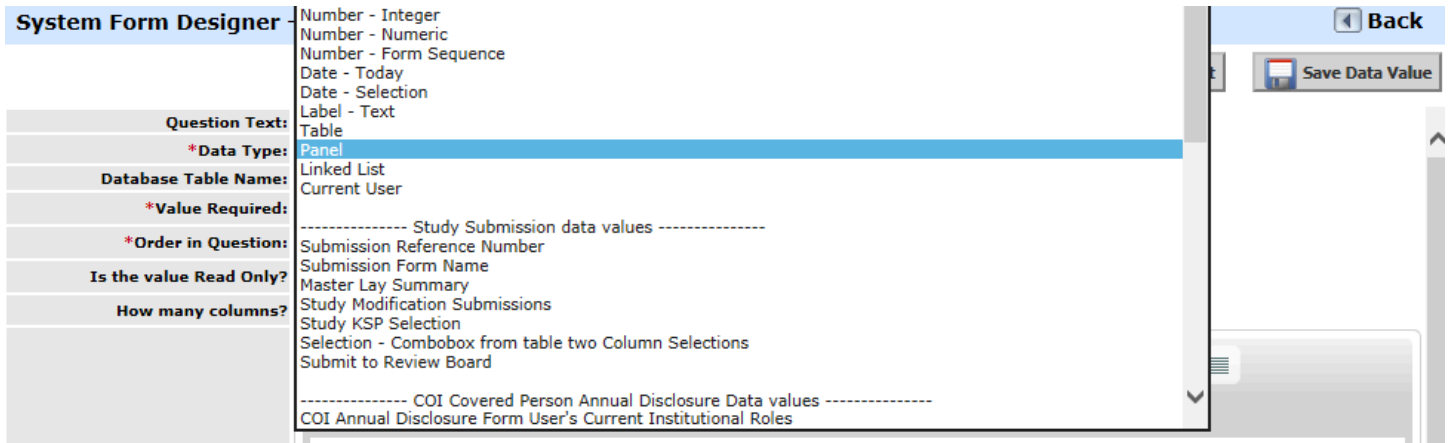 System Form Designer -
Back
Save Data Value
Number - Integer
Number - Numeric
Number - Form Sequence
Date - Today
Date - Selection
Label - Text
Table
Panel
Linked List
Current User
--------------- Study Submission data values ---------------
Submission Reference Number
Submission Form Name
Master Lay Summary
Study Modification Submissions
Study KSP Selection
Selection - Combobox from table two Column Selections
Submit to Review Board
--------------- COI Covered Person Annual Disclosure Data values ---------------
COI Annual Disclosure Form User's Current Institutional Roles
Question Text:
*Data Type:
Database Table Name:
*Value Required:
*Order in Question:
Is the value Read Only?
How many columns?